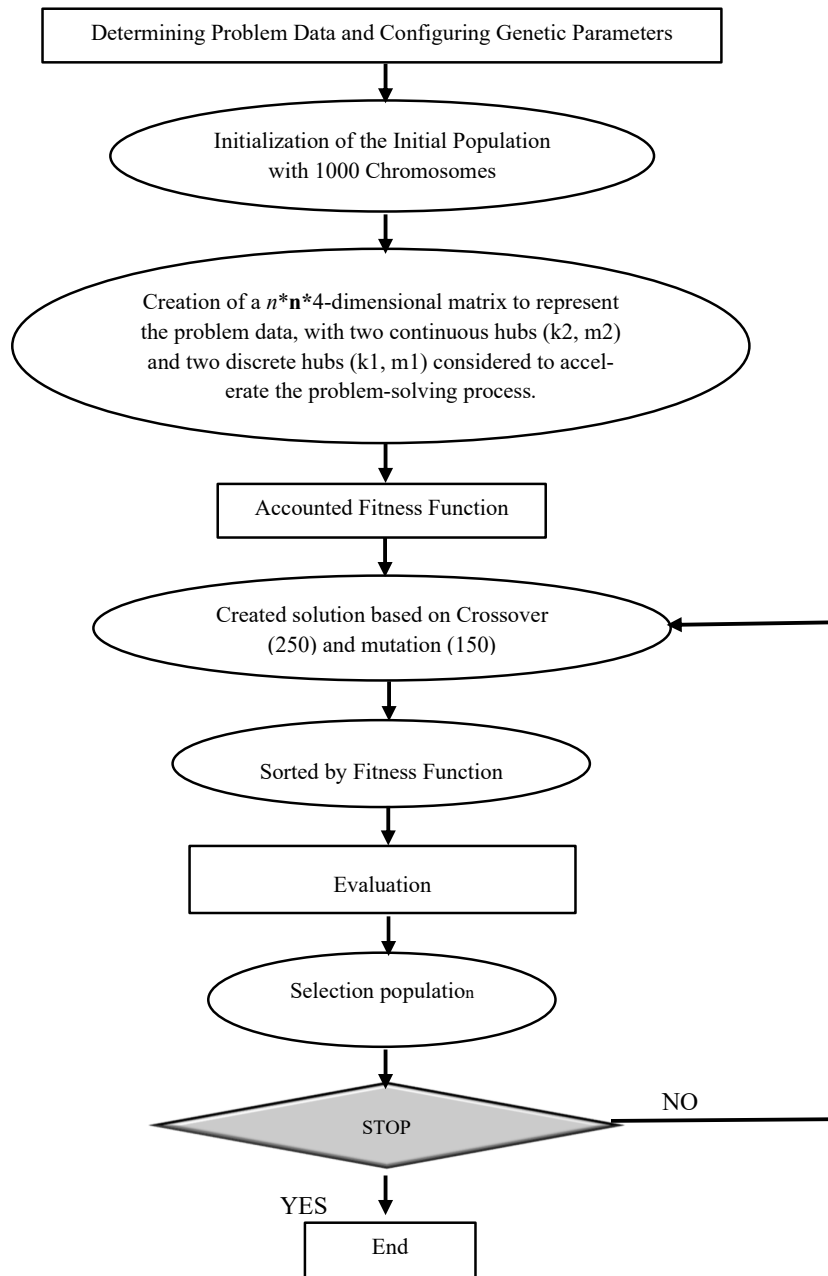 Determining Problem Data and Configuring Genetic Parameters
Initialization of the Initial Population
with 1000 Chromosomes
Creation of a n*n*4-dimensional matrix to represent
the problem data, with two continuous hubs (k2, m2)
and two discrete hubs (k1, m1) considered to accel-
erate the problem-solving process.
Accounted Fitness Function
Created solution based on Crossover
(250) and mutation (150)
Sorted by Fitness Function
Evaluation
Selection population
STOP
NO
YES
End